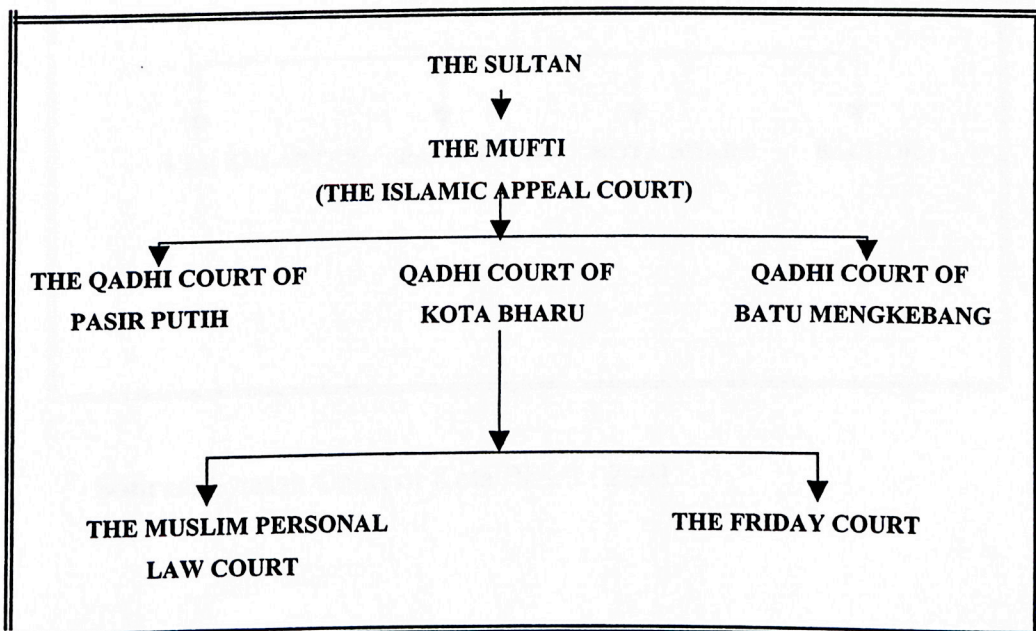 THE SULTAN
THE MUFTI
(THE ISLAMIC APPEAL COURT)
THE QADHI COURT OF
PASIR PUTIH
QADHI COURT OF
KOTA BHARU
QADHI COURT OF
BATU MENGKEBANG
THE MUSLIM PERSONAL
LAW COURT
THE FRIDAY COURT